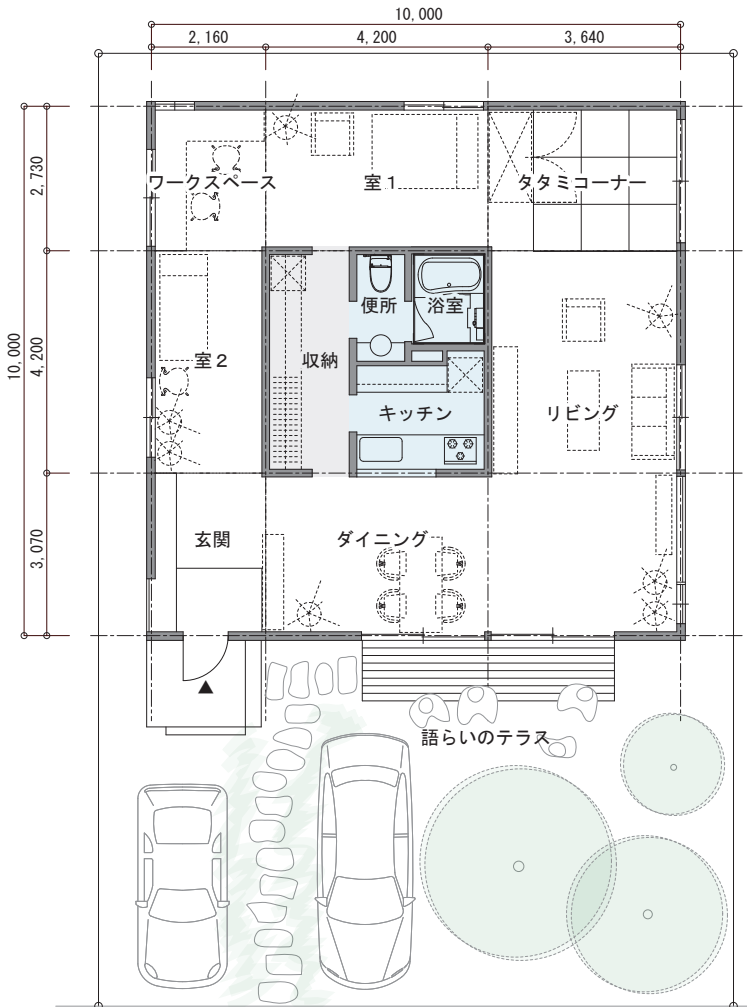 10,000
2,160
4,200
3,640
10,000
2,730
4,200
3,070
ワークスペース
室1
タタミコーナー
便所
浴室
室2
収納
キッチン
リビング
玄関
ダイニング
語らいのテラス